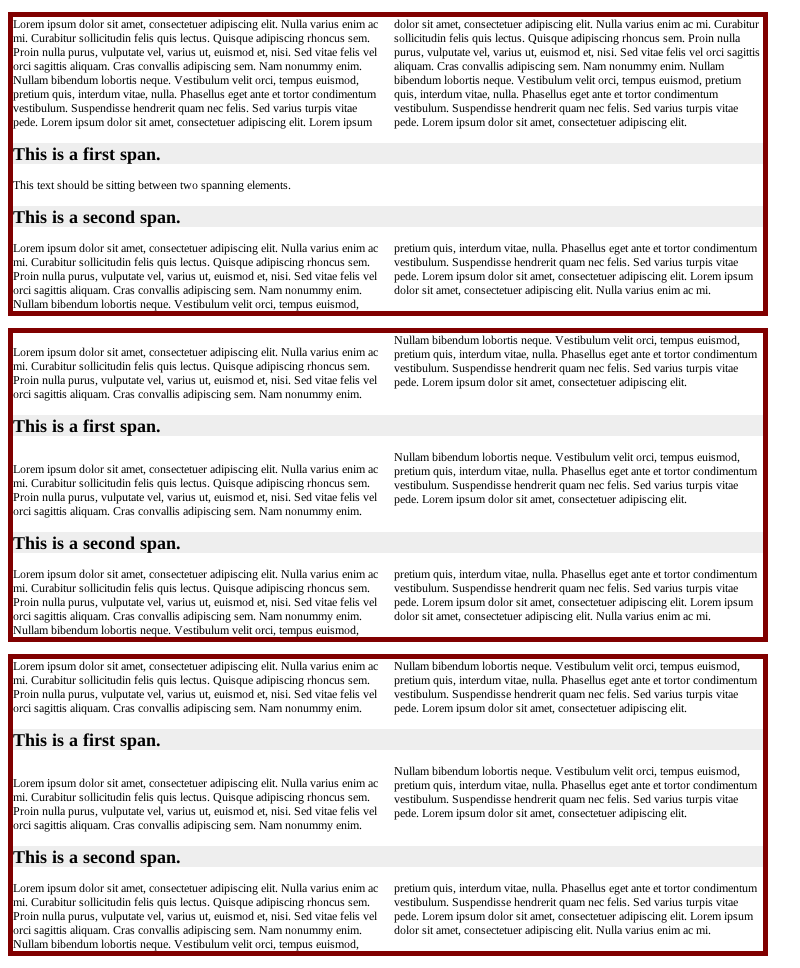 Lorem ipsum dolor sit amet, consectetuer adipiscing elit. Nulla varius enim ac
mi. Curabitur sollicitudin felis quis lectus. Quisque adipiscing rhoncus sem.
Proin nulla purus, vulputate vel, varius ut, euismod et, nisi. Sed vitae felis vel
orci sagittis aliquam. Cras convallis adipiscing sem. Nam nonummy enim.
Nullam bibendum lobortis neque. Vestibulum velit orci, tempus euismod,
pretium quis, interdum vitae, nulla. Phasellus eget ante et tortor condimentum
vestibulum. Suspendisse hendrerit quam nec felis. Sed varius turpis vitae
pede. Lorem ipsum dolor sit amet, consectetuer adipiscing elit. Lorem ipsum
dolor sit amet, consectetuer adipiscing elit. Nulla varius enim ac mi. Curabitur
sollicitudin felis quis lectus. Quisque adipiscing rhoncus sem. Proin nulla
purus, vulputate vel, varius ut, euismod et, nisi. Sed vitae felis vel orci sagittis
aliquam. Cras convallis adipiscing sem. Nam nonummy enim. Nullam
bibendum lobortis neque. Vestibulum velit orci, tempus euismod, pretium
quis, interdum vitae, nulla. Phasellus eget ante et tortor condimentum
vestibulum. Suspendisse hendrerit quam nec felis. Sed varius turpis vitae
pede. Lorem ipsum dolor sit amet, consectetuer adipiscing elit.
This is a first span.
This text should be sitting between two spanning elements.
This is a second span.
Lorem ipsum dolor sit amet, consectetuer adipiscing elit. Nulla varius enim ac
mi. Curabitur sollicitudin felis quis lectus. Quisque adipiscing rhoncus sem.
Proin nulla purus, vulputate vel, varius ut, euismod et, nisi. Sed vitae felis vel
orci sagittis aliquam. Cras convallis adipiscing sem. Nam nonummy enim.
Nullam bibendum lobortis neque. Vestibulum velit orci, tempus euismod,
pretium quis, interdum vitae, nulla. Phasellus eget ante et tortor condimentum
vestibulum. Suspendisse hendrerit quam nec felis. Sed varius turpis vitae
pede. Lorem ipsum dolor sit amet, consectetuer adipiscing elit. Lorem ipsum
dolor sit amet, consectetuer adipiscing elit. Nulla varius enim ac mi.
Lorem ipsum dolor sit amet, consectetuer adipiscing elit. Nulla varius enim ac
mi. Curabitur sollicitudin felis quis lectus. Quisque adipiscing rhoncus sem.
Proin nulla purus, vulputate vel, varius ut, euismod et, nisi. Sed vitae felis vel
orci sagittis aliquam. Cras convallis adipiscing sem. Nam nonummy enim.
Nullam bibendum lobortis neque. Vestibulum velit orci, tempus euismod,
pretium quis, interdum vitae, nulla. Phasellus eget ante et tortor condimentum
vestibulum. Suspendisse hendrerit quam nec felis. Sed varius turpis vitae
pede. Lorem ipsum dolor sit amet, consectetuer adipiscing elit.
This is a first span.
Lorem ipsum dolor sit amet, consectetuer adipiscing elit. Nulla varius enim ac
mi. Curabitur sollicitudin felis quis lectus. Quisque adipiscing rhoncus sem.
Proin nulla purus, vulputate vel, varius ut, euismod et, nisi. Sed vitae felis vel
orci sagittis aliquam. Cras convallis adipiscing sem. Nam nonummy enim.
Nullam bibendum lobortis neque. Vestibulum velit orci, tempus euismod,
pretium quis, interdum vitae, nulla. Phasellus eget ante et tortor condimentum
vestibulum. Suspendisse hendrerit quam nec felis. Sed varius turpis vitae
pede. Lorem ipsum dolor sit amet, consectetuer adipiscing elit.
This is a second span.
Lorem ipsum dolor sit amet, consectetuer adipiscing elit. Nulla varius enim ac
mi. Curabitur sollicitudin felis quis lectus. Quisque adipiscing rhoncus sem.
Proin nulla purus, vulputate vel, varius ut, euismod et, nisi. Sed vitae felis vel
orci sagittis aliquam. Cras convallis adipiscing sem. Nam nonummy enim.
Nullam bibendum lobortis neque. Vestibulum velit orci, tempus euismod,
pretium quis, interdum vitae, nulla. Phasellus eget ante et tortor condimentum
vestibulum. Suspendisse hendrerit quam nec felis. Sed varius turpis vitae
pede. Lorem ipsum dolor sit amet, consectetuer adipiscing elit. Lorem ipsum
dolor sit amet, consectetuer adipiscing elit. Nulla varius enim ac mi.
Lorem ipsum dolor sit amet, consectetuer adipiscing elit. Nulla varius enim ac
mi. Curabitur sollicitudin felis quis lectus. Quisque adipiscing rhoncus sem.
Proin nulla purus, vulputate vel, varius ut, euismod et, nisi. Sed vitae felis vel
orci sagittis aliquam. Cras convallis adipiscing sem. Nam nonummy enim.
Nullam bibendum lobortis neque. Vestibulum velit orci, tempus euismod,
pretium quis, interdum vitae, nulla. Phasellus eget ante et tortor condimentum
vestibulum. Suspendisse hendrerit quam nec felis. Sed varius turpis vitae
pede. Lorem ipsum dolor sit amet, consectetuer adipiscing elit.
This is a first span.
Lorem ipsum dolor sit amet, consectetuer adipiscing elit. Nulla varius enim ac
mi. Curabitur sollicitudin felis quis lectus. Quisque adipiscing rhoncus sem.
Proin nulla purus, vulputate vel, varius ut, euismod et, nisi. Sed vitae felis vel
orci sagittis aliquam. Cras convallis adipiscing sem. Nam nonummy enim.
Nullam bibendum lobortis neque. Vestibulum velit orci, tempus euismod,
pretium quis, interdum vitae, nulla. Phasellus eget ante et tortor condimentum
vestibulum. Suspendisse hendrerit quam nec felis. Sed varius turpis vitae
pede. Lorem ipsum dolor sit amet, consectetuer adipiscing elit.
This is a second span.
Lorem ipsum dolor sit amet, consectetuer adipiscing elit. Nulla varius enim ac
mi. Curabitur sollicitudin felis quis lectus. Quisque adipiscing rhoncus sem.
Proin nulla purus, vulputate vel, varius ut, euismod et, nisi. Sed vitae felis vel
orci sagittis aliquam. Cras convallis adipiscing sem. Nam nonummy enim.
Nullam bibendum lobortis neque. Vestibulum velit orci, tempus euismod,
pretium quis, interdum vitae, nulla. Phasellus eget ante et tortor condimentum
vestibulum. Suspendisse hendrerit quam nec felis. Sed varius turpis vitae
pede. Lorem ipsum dolor sit amet, consectetuer adipiscing elit. Lorem ipsum
dolor sit amet, consectetuer adipiscing elit. Nulla varius enim ac mi.